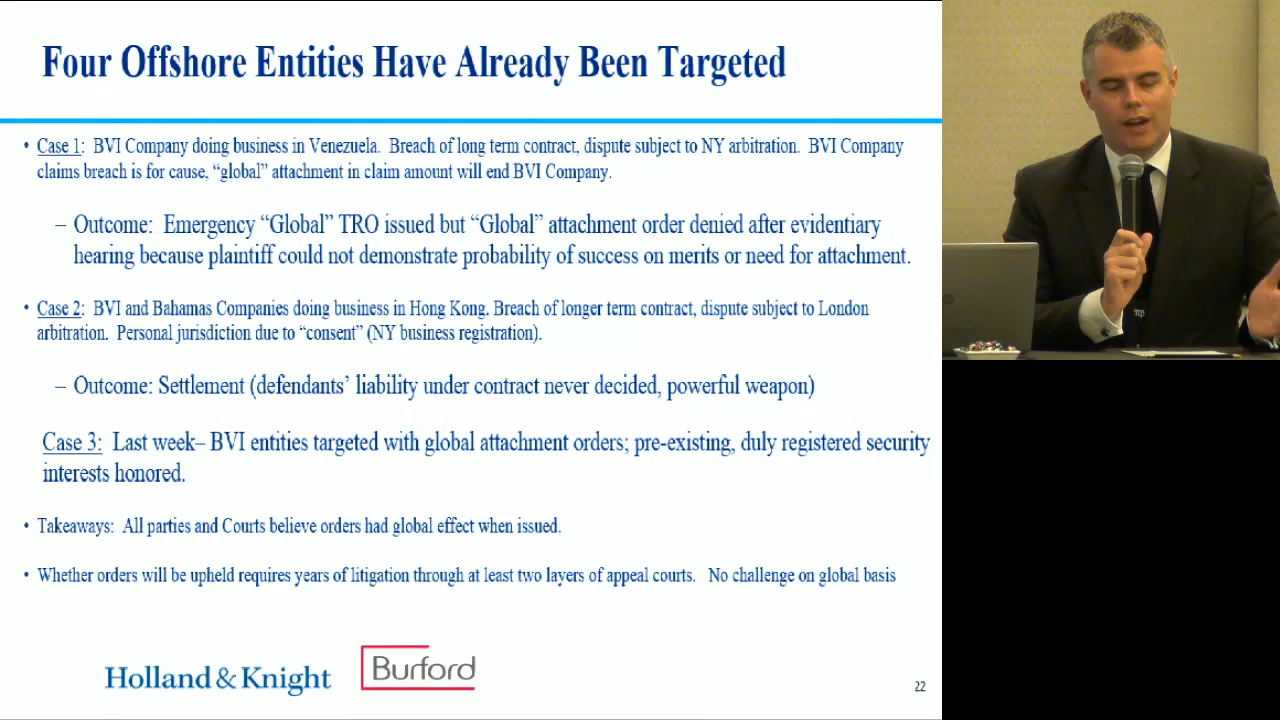 Four Offshore Entities Have Already Been Targeted
• Case 1: BVI Company doing business in Venezuela. Breach of long term contract, dispute subject to NY arbitration. BVI Company
claims breach is for cause, “global” attachment in claim amount will end BVI Company.
– Outcome: Emergency “Global” TRO issued but “Global” attachment order denied after evidentiary
hearing because plaintiff could not demonstrate probability of success on merits or need for attachment.
• Case 2: BVI and Bahamas Companies doing business in Hong Kong. Breach of longer term contract, dispute subject to London
arbitration. Personal jurisdiction due to “consent” (NY business registration).
– Outcome: Settlement (defendants’ liability under contract never decided, powerful weapon)
Case 3: Last week– BVI entities targeted with global attachment orders; pre-existing, duly registered security
interests honored.
• Takeaways: All parties and Courts believe orders had global effect when issued.
• Whether orders will be upheld requires years of litigation through at least two layers of appeal courts. No challenge on global basis
Holland & Knight
Burford
22